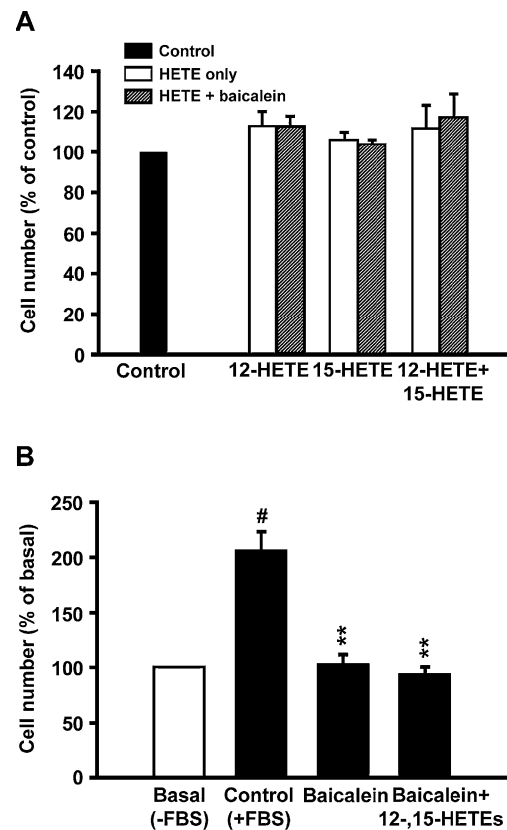 A
Control
HETE only
HETE + baicalein
Cell number (% of control)
140
120
100
80
60
40
20
0
Control
12-HETE
15-HETE
12-HETE+
15-HETE
B
Cell number (% of basal)
250
200
150
100
50
0
#
**
**
Basal
(-FBS)
Control
(+FBS)
Baicalein
Baicalein+
12-,15-HETEs